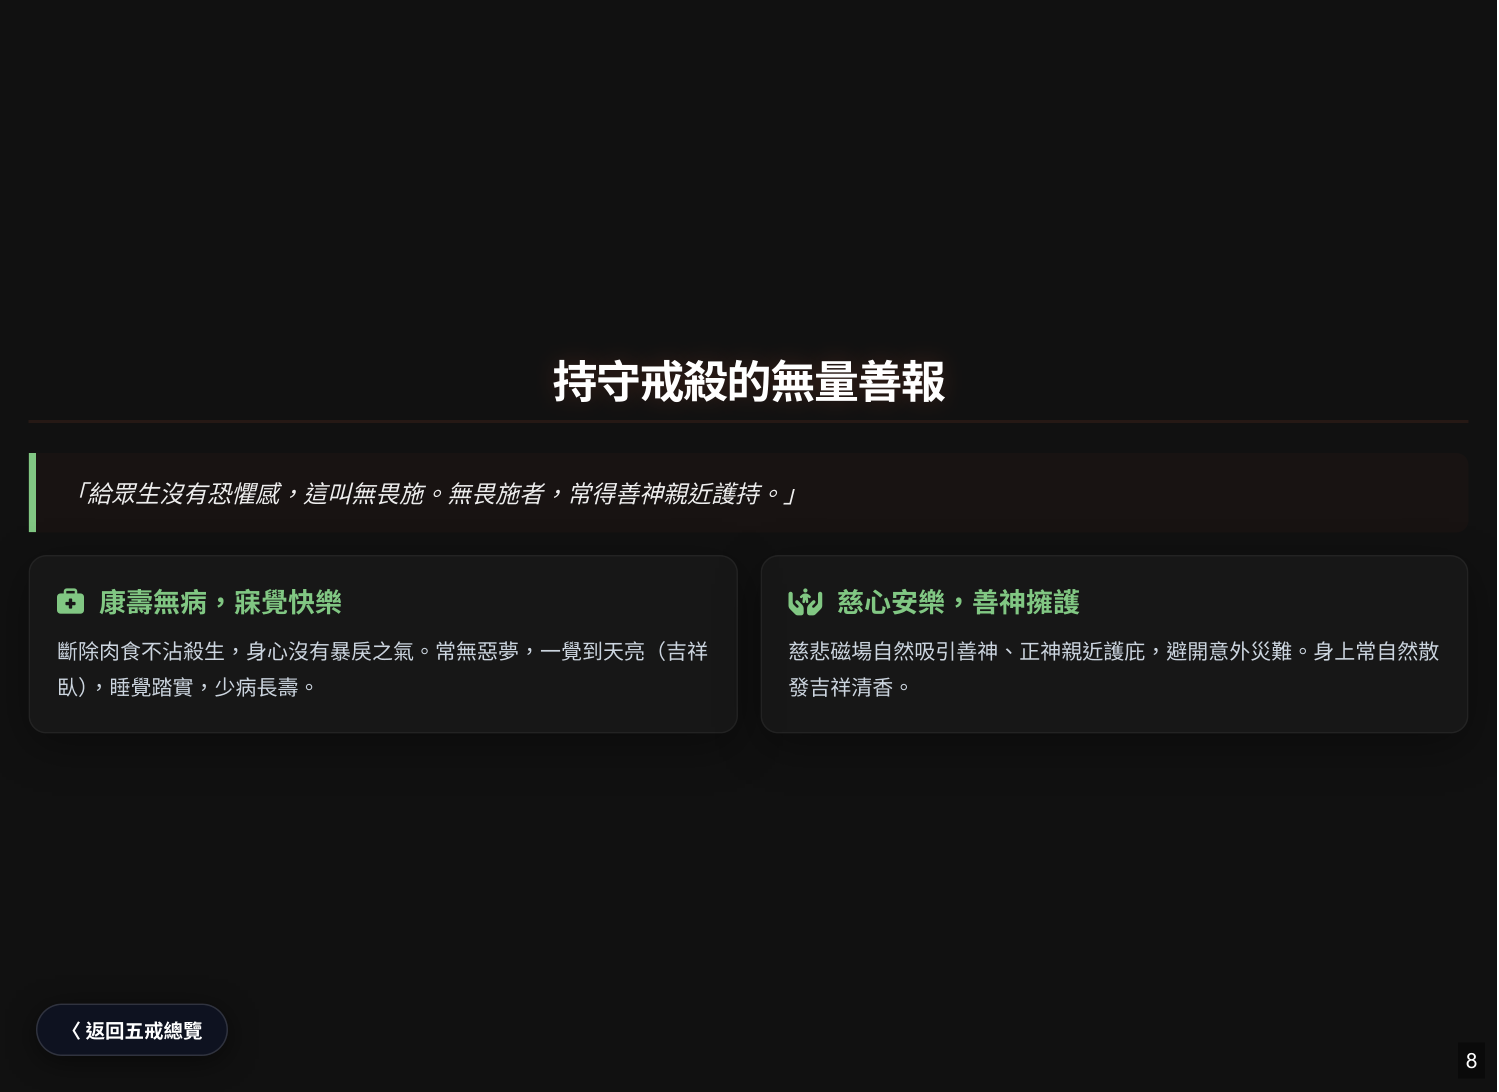 持守戒殺的無量善報
「給眾生沒有恐懼感，這叫無畏施。無畏施者，常得善神親近護持。」
康壽無病，寐覺快樂
斷除肉食不沾殺生，身心沒有暴戾之氣。常無惡夢，一覺到天亮（吉祥
臥），睡覺踏實，少病長壽。
慈心安樂，善神擁護
慈悲磁場自然吸引善神、正神親近護庇，避開意外災難。身上常自然散
發吉祥清香。
〈 返回五戒總覽
8